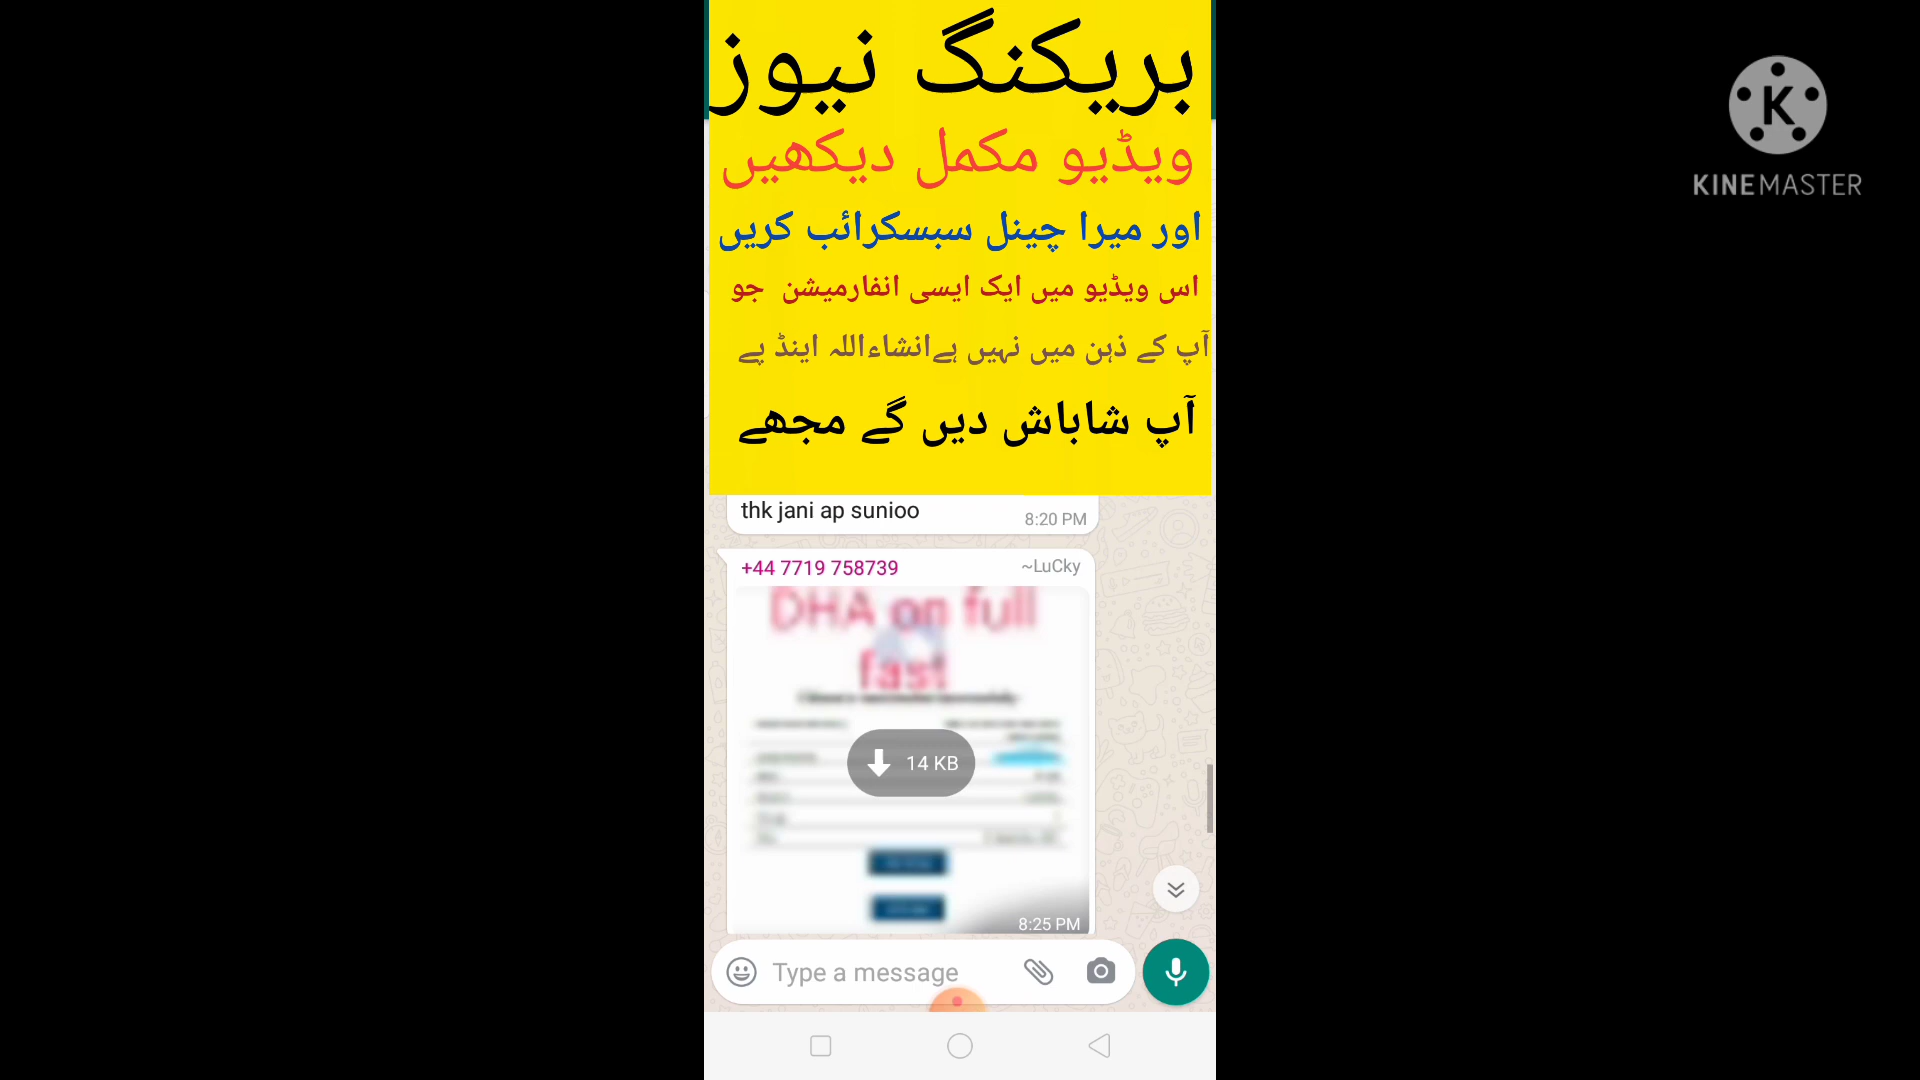 بریکنگ نیوز
ویڈیو مکمل دیکھیں
اور میرا چینل سبسکرائب کریں
اس ویڈیو میں ایک ایسی انفارمیشن جو
آپ کے ذہن میں نہیں ہےانشاءاللہ اینڈ پے
آپ شاباش دیں گے مجھے
thk jani ap sunioo
8:20 PM
+44 7719 758739
~LuCky
DHA on full
fast
14 KB
8:25 PM
Type a message
K
KINEMASTER